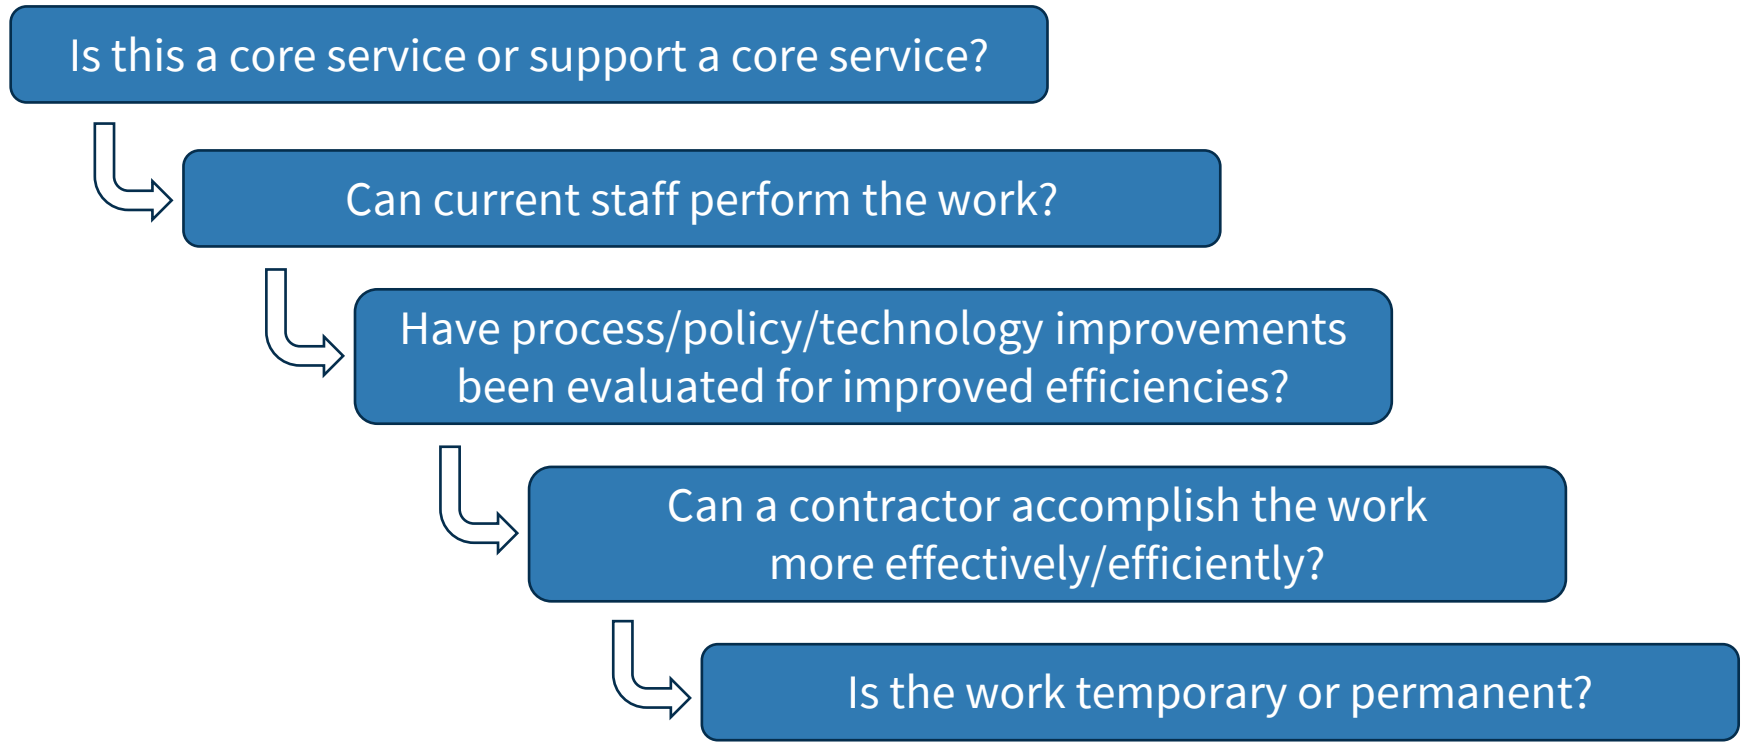 Is this a core service or support a core service?
Can current staff perform the work?
Have process/policy/technology improvements
been evaluated for improved efficiencies?
Can a contractor accomplish the work
more effectively/efficiently?
Is the work temporary or permanent?